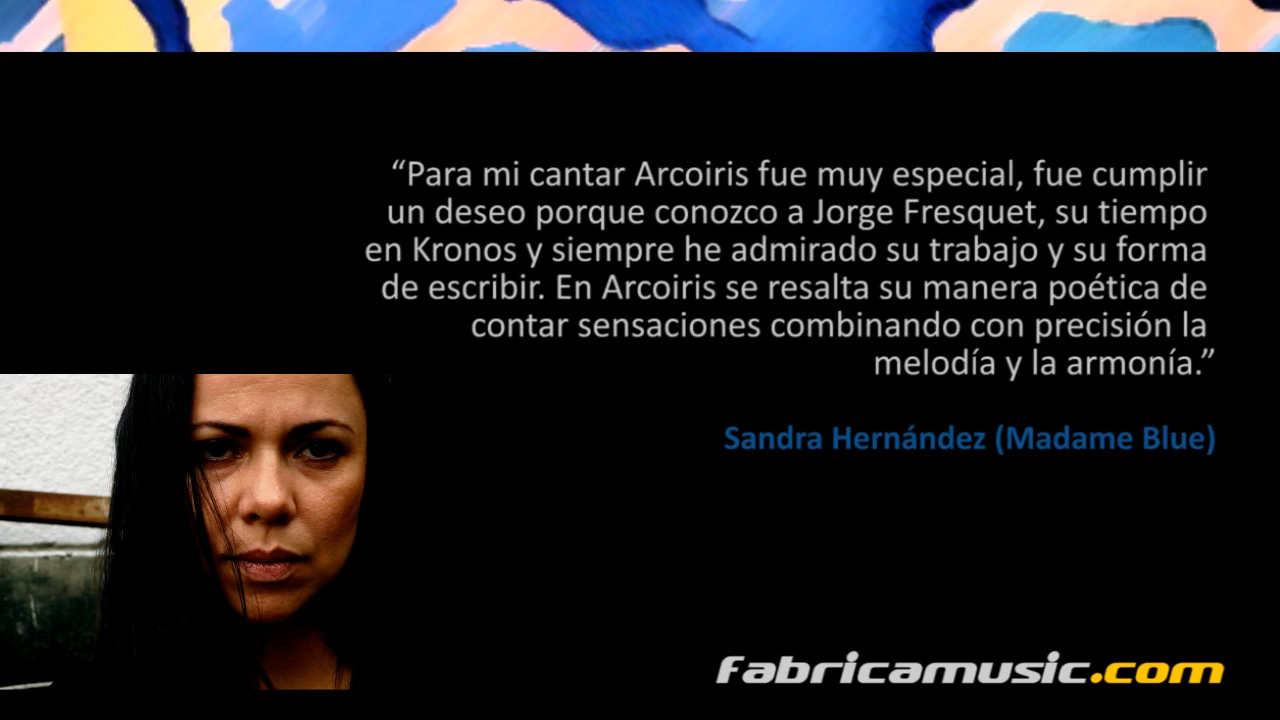 “Para mi cantar Arcoiris fue muy especial, fue cumplir
un deseo porque conozco a Jorge Fresquet, su tiempo
en Kronos y siempre he admirado su trabajo y su forma
de escribir. En Arcoiris se resalta su manera poética de
contar sensaciones combinando con precisión la
melodía y la armonía.”
Sandra Hernández (Madame Blue)
fabricamusic.com